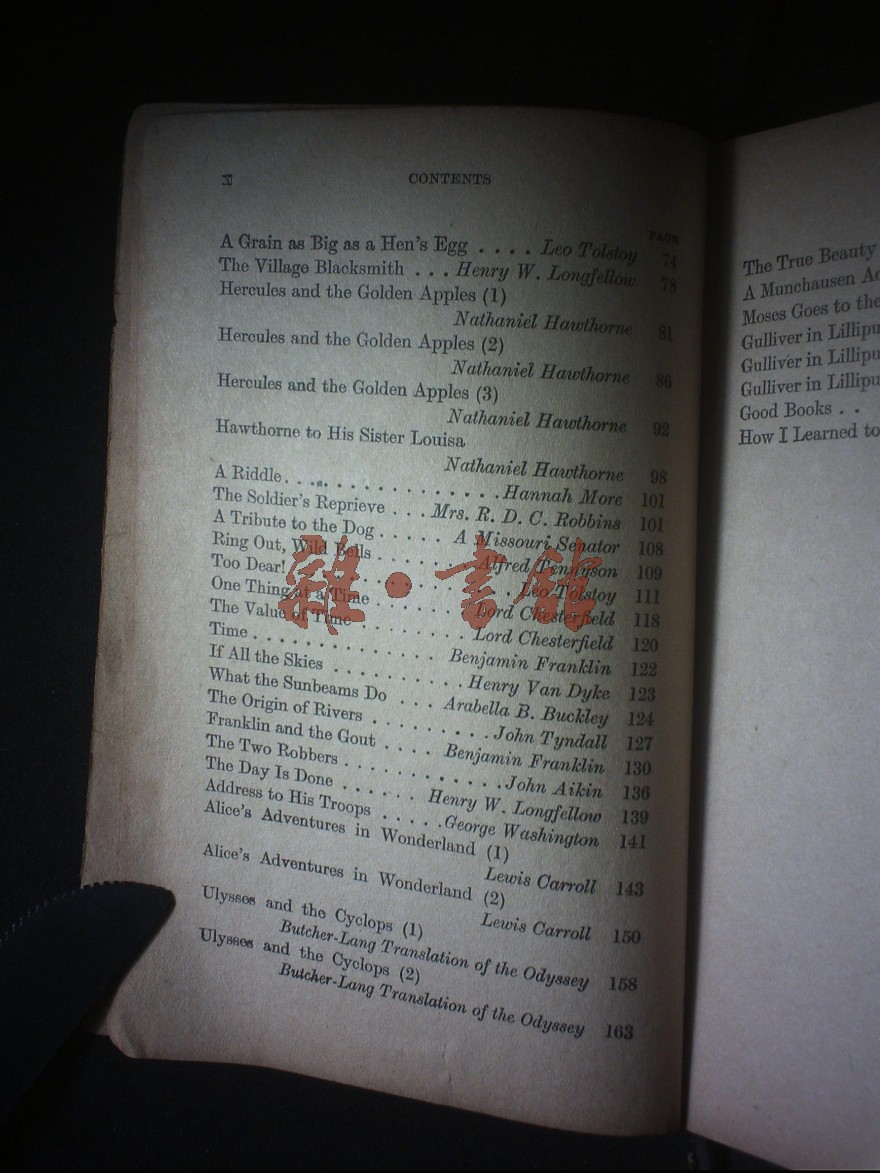 x
CONTENTS
PAGE
A Grain as Big as a Hen's Egg . . . . Leo Tolstoy 74
The Village Blacksmith . . . Henry W. Longfellow 78
Hercules and the Golden Apples (1)
Nathaniel Hawthorne 81
Hercules and the Golden Apples (2)
Nathaniel Hawthorne 86
Hercules and the Golden Apples (3)
Nathaniel Hawthorne 92
Hawthorne to His Sister Louisa
Nathaniel Hawthorne 98
A Riddle . . . . . . . . . . . . . . Hannah More 101
The Soldier's Reprieve . . . Mrs. R. D. C. Robbins 101
A Tribute to the Dog . . . . . A Missouri Senator 108
Ring Out, Wild Bells . . . . . . Alfred Tennyson 109
Too Dear! . . . . . . . . . . . . Leo Tolstoy 111
One Thing at a Time . . . . . . Lord Chesterfield 118
The Value of Time . . . . . . . Lord Chesterfield 120
Time . . . . . . . . . . . . Benjamin Franklin 122
If All the Skies . . . . . . . . . Henry Van Dyke 123
What the Sunbeams Do . . . Arabella B. Buckley 124
The Origin of Rivers . . . . . . . . John Tyndall 127
Franklin and the Gout . . . . Benjamin Franklin 130
The Two Robbers . . . . . . . . . . John Aikin 136
The Day Is Done . . . . . . Henry W. Longfellow 139
Address to His Troops . . . . . George Washington 141
Alice's Adventures in Wonderland (1)
Lewis Carroll 143
Alice's Adventures in Wonderland (2)
Lewis Carroll 150
Ulysses and the Cyclops (1)
Butcher-Lang Translation of the Odyssey 158
Ulysses and the Cyclops (2)
Butcher-Lang Translation of the Odyssey 163
雜·書館
The True Beauty
A Munchausen
Moses Goes to the
Gulliver in
Gulliver in
Gulliver in
Good Books . .
How I Learned to